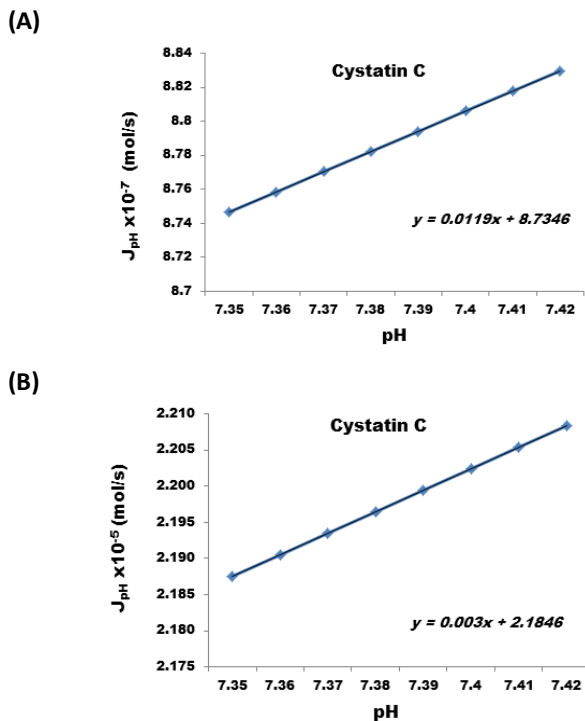 (A)
Cystatin C
J_pH x10^-7 (mol/s)
8.84
8.82
8.8
8.78
8.76
8.74
8.72
8.7
y = 0.0119x + 8.7346
7.35 7.36 7.37 7.38 7.39 7.4 7.41 7.42
pH
(B)
Cystatin C
J_pH x10^-5 (mol/s)
2.210
2.205
2.200
2.195
2.190
2.185
2.180
2.175
y = 0.003x + 2.1846
7.35 7.36 7.37 7.38 7.39 7.4 7.41 7.42
pH